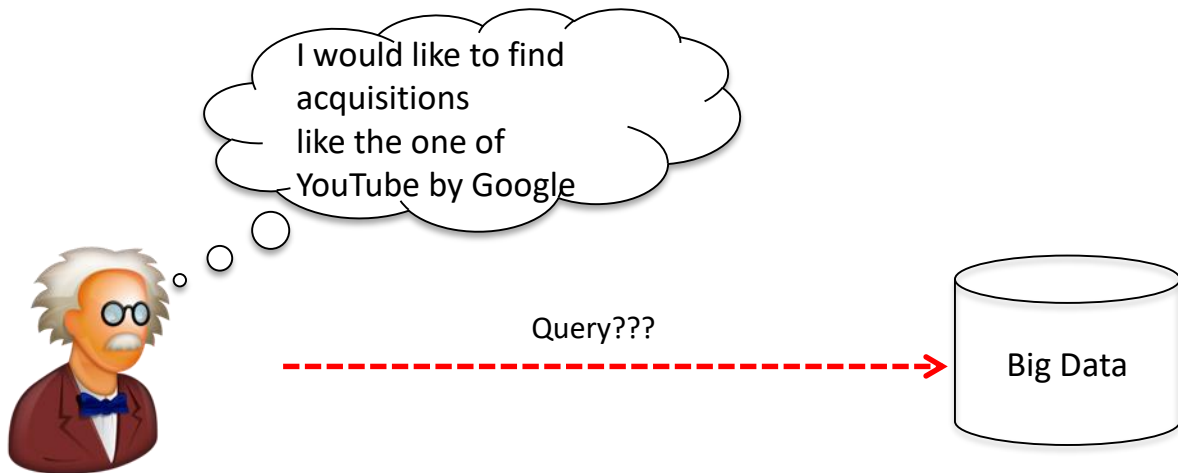 I would like to find
acquisitions
like the one of
YouTube by Google
Query???
Big Data